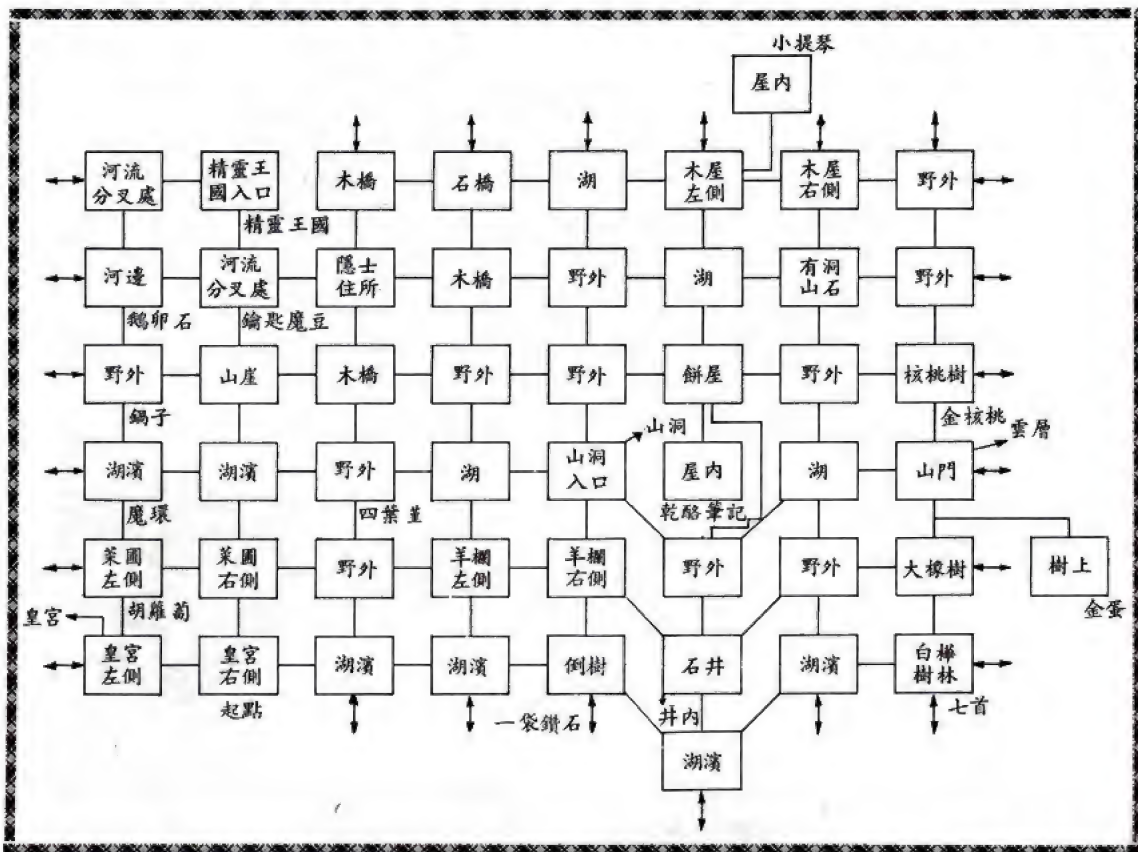 小提琴
屋內
河流
分叉處
精靈王
國入口
木橋
石橋
湖
木屋
左側
木屋
右側
野外
精靈王國
河邊
河流
分叉處
隱士
住所
木橋
野外
湖
有洞
山石
野外
鵝卵石
鑰匙魔豆
野外
山崖
木橋
野外
野外
餅屋
野外
核桃樹
鍋子
山洞
金核桃
雲層
湖濱
湖濱
野外
湖
山洞
入口
屋內
湖
山門
魔環
四葉堇
乾酪筆記
菜圃
左側
菜圃
右側
野外
羊欄
左側
羊欄
右側
野外
野外
大橡樹
樹上
金蛋
胡蘿蔔
皇宮
皇宮
左側
皇宮
右側
湖濱
湖濱
倒樹
石井
湖濱
白樺
樹林
起點
一袋鑽石
井內
七首
湖濱